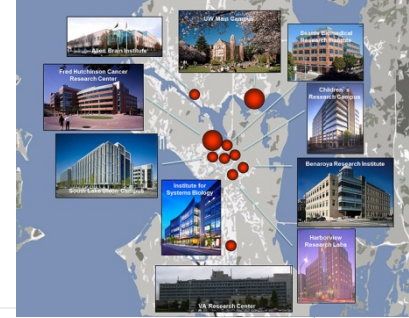 Allen Brain Institute
UW Main Campus
Seattle Biomedical
Research Institute
Fred Hutchinson Cancer
Research Center
Children's
Research Campus
South Lake Union Campus
Benaroya Research Institute
Institute for
Systems Biology
Harborview
Research Labs
VA Research Center